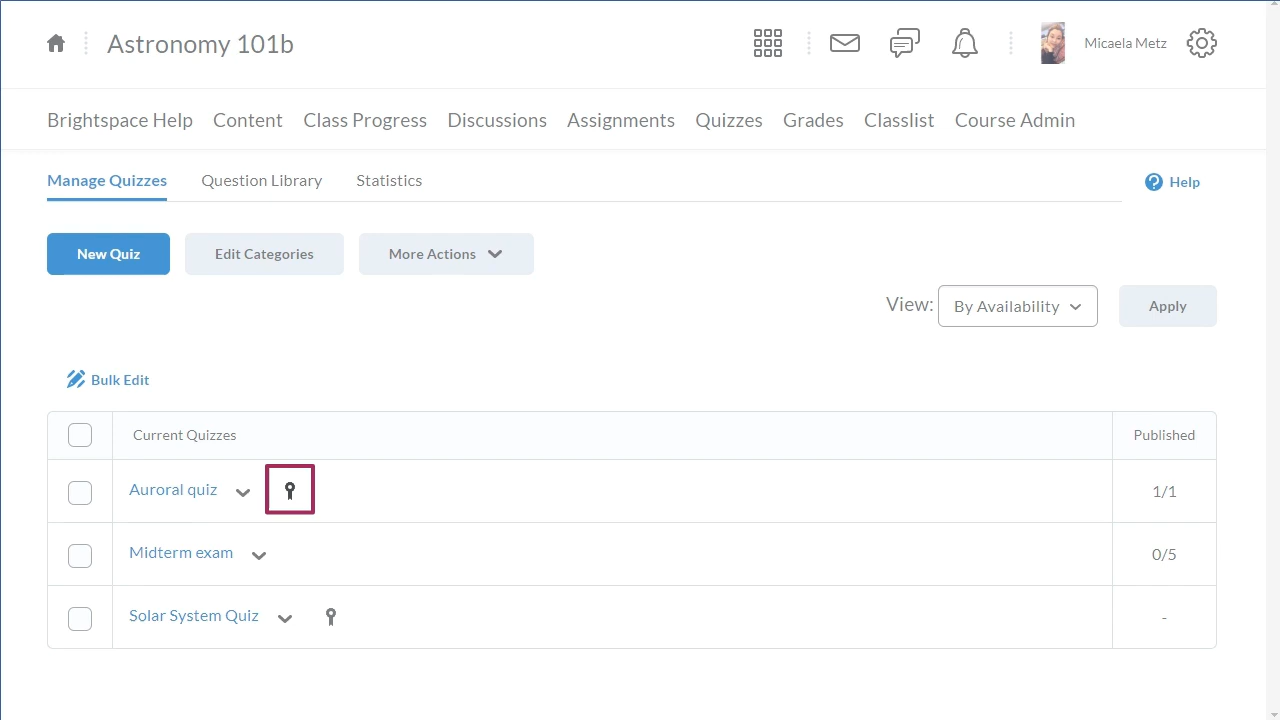 Astronomy 101b
Micaela Metz
Brightspace Help Content Class Progress Discussions Assignments Quizzes Grades Classlist Course Admin
Manage Quizzes Question Library Statistics
Help
New Quiz Edit Categories More Actions
View: By Availability Apply
Bulk Edit
Current Quizzes Published
Auroral quiz 1/1
Midterm exam 0/5
Solar System Quiz -